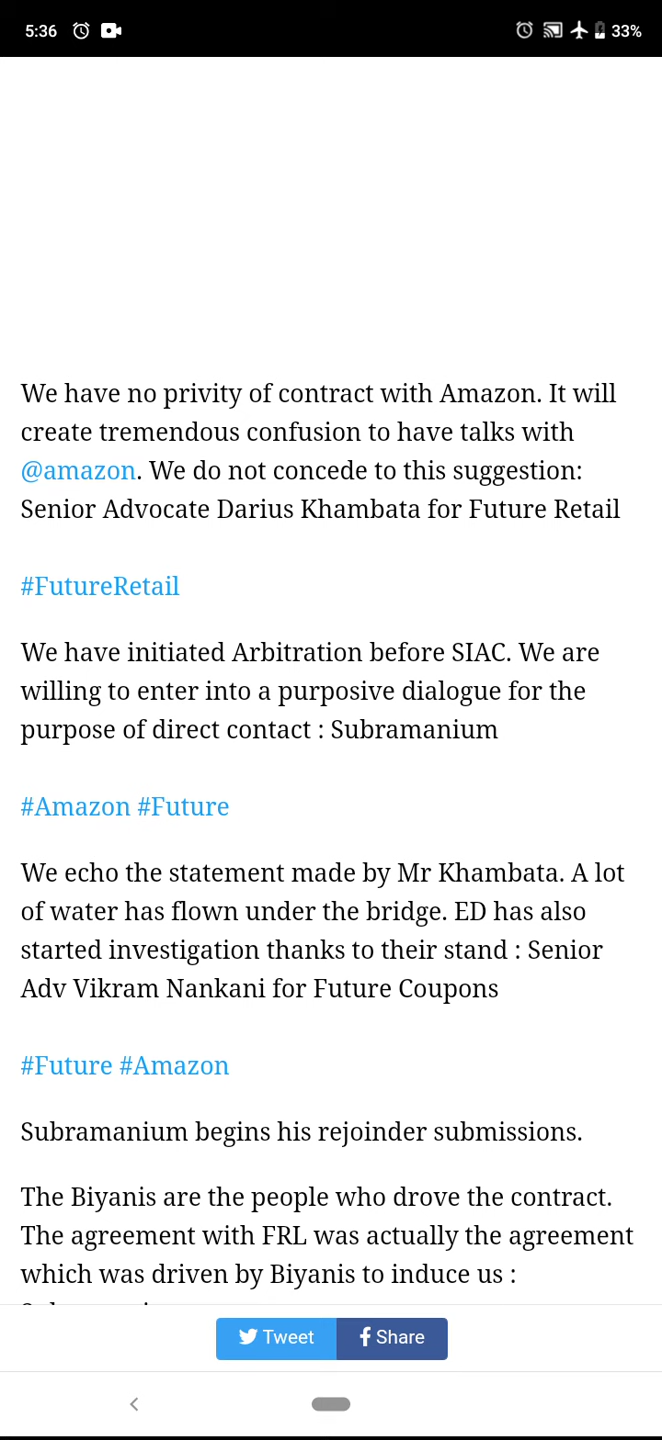 5:36
33%
We have no privity of contract with Amazon. It will
create tremendous confusion to have talks with
@amazon. We do not concede to this suggestion:
Senior Advocate Darius Khambata for Future Retail
#FutureRetail
We have initiated Arbitration before SIAC. We are
willing to enter into a purposive dialogue for the
purpose of direct contact : Subramanium
#Amazon #Future
We echo the statement made by Mr Khambata. A lot
of water has flown under the bridge. ED has also
started investigation thanks to their stand : Senior
Adv Vikram Nankani for Future Coupons
#Future #Amazon
Subramanium begins his rejoinder submissions.
The Biyanis are the people who drove the contract.
The agreement with FRL was actually the agreement
which was driven by Biyanis to induce us :
Tweet
Share